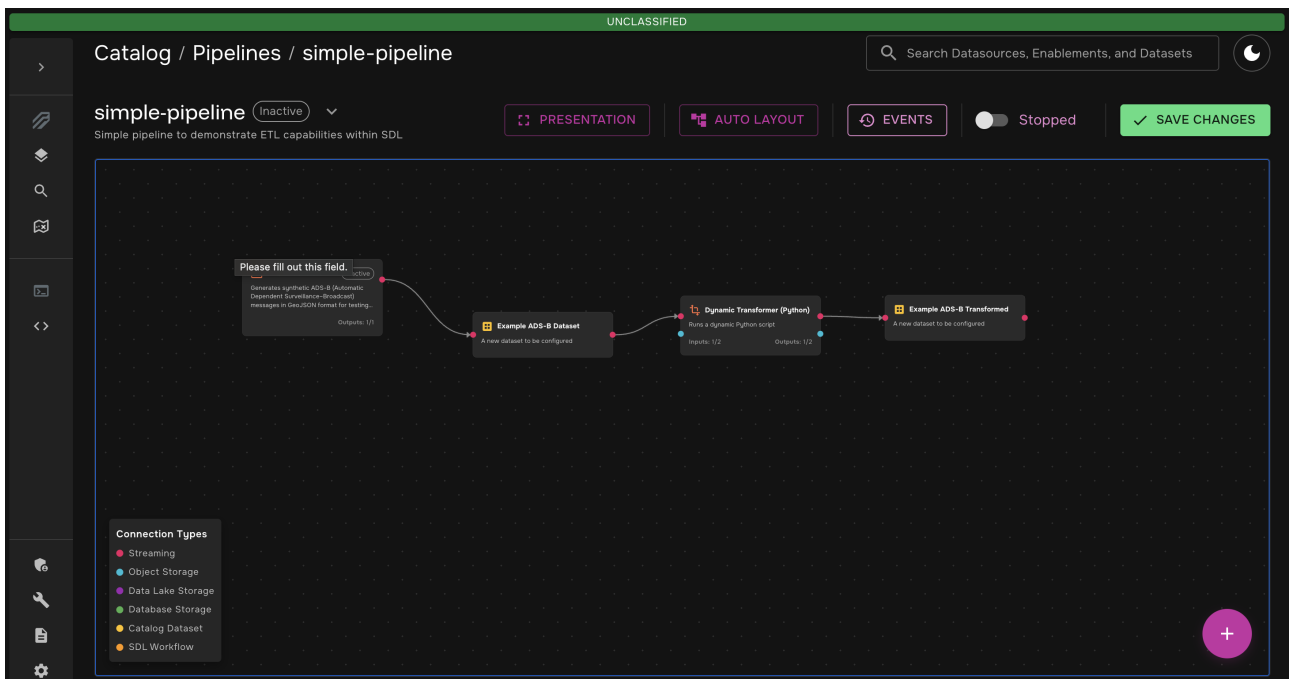 UNCLASSIFIED
Catalog / Pipelines / simple-pipeline
Search Datasources, Enablements, and Datasets
simple-pipeline Inactive
Simple pipeline to demonstrate ETL capabilities within SDL
PRESENTATION
AUTO LAYOUT
EVENTS
Stopped
SAVE CHANGES
Please fill out this field.
Generates synthetic ADS-B (Automatic
Dependent Surveillance-Broadcast)
messages in GeoJSON format for testing...
Outputs: 1/1
Example ADS-B Dataset
A new dataset to be configured
Dynamic Transformer (Python)
Runs a dynamic Python script
Inputs: 1/2 Outputs: 1/2
Example ADS-B Transformed
A new dataset to be configured
Connection Types
Streaming
Object Storage
Data Lake Storage
Database Storage
Catalog Dataset
SDL Workflow